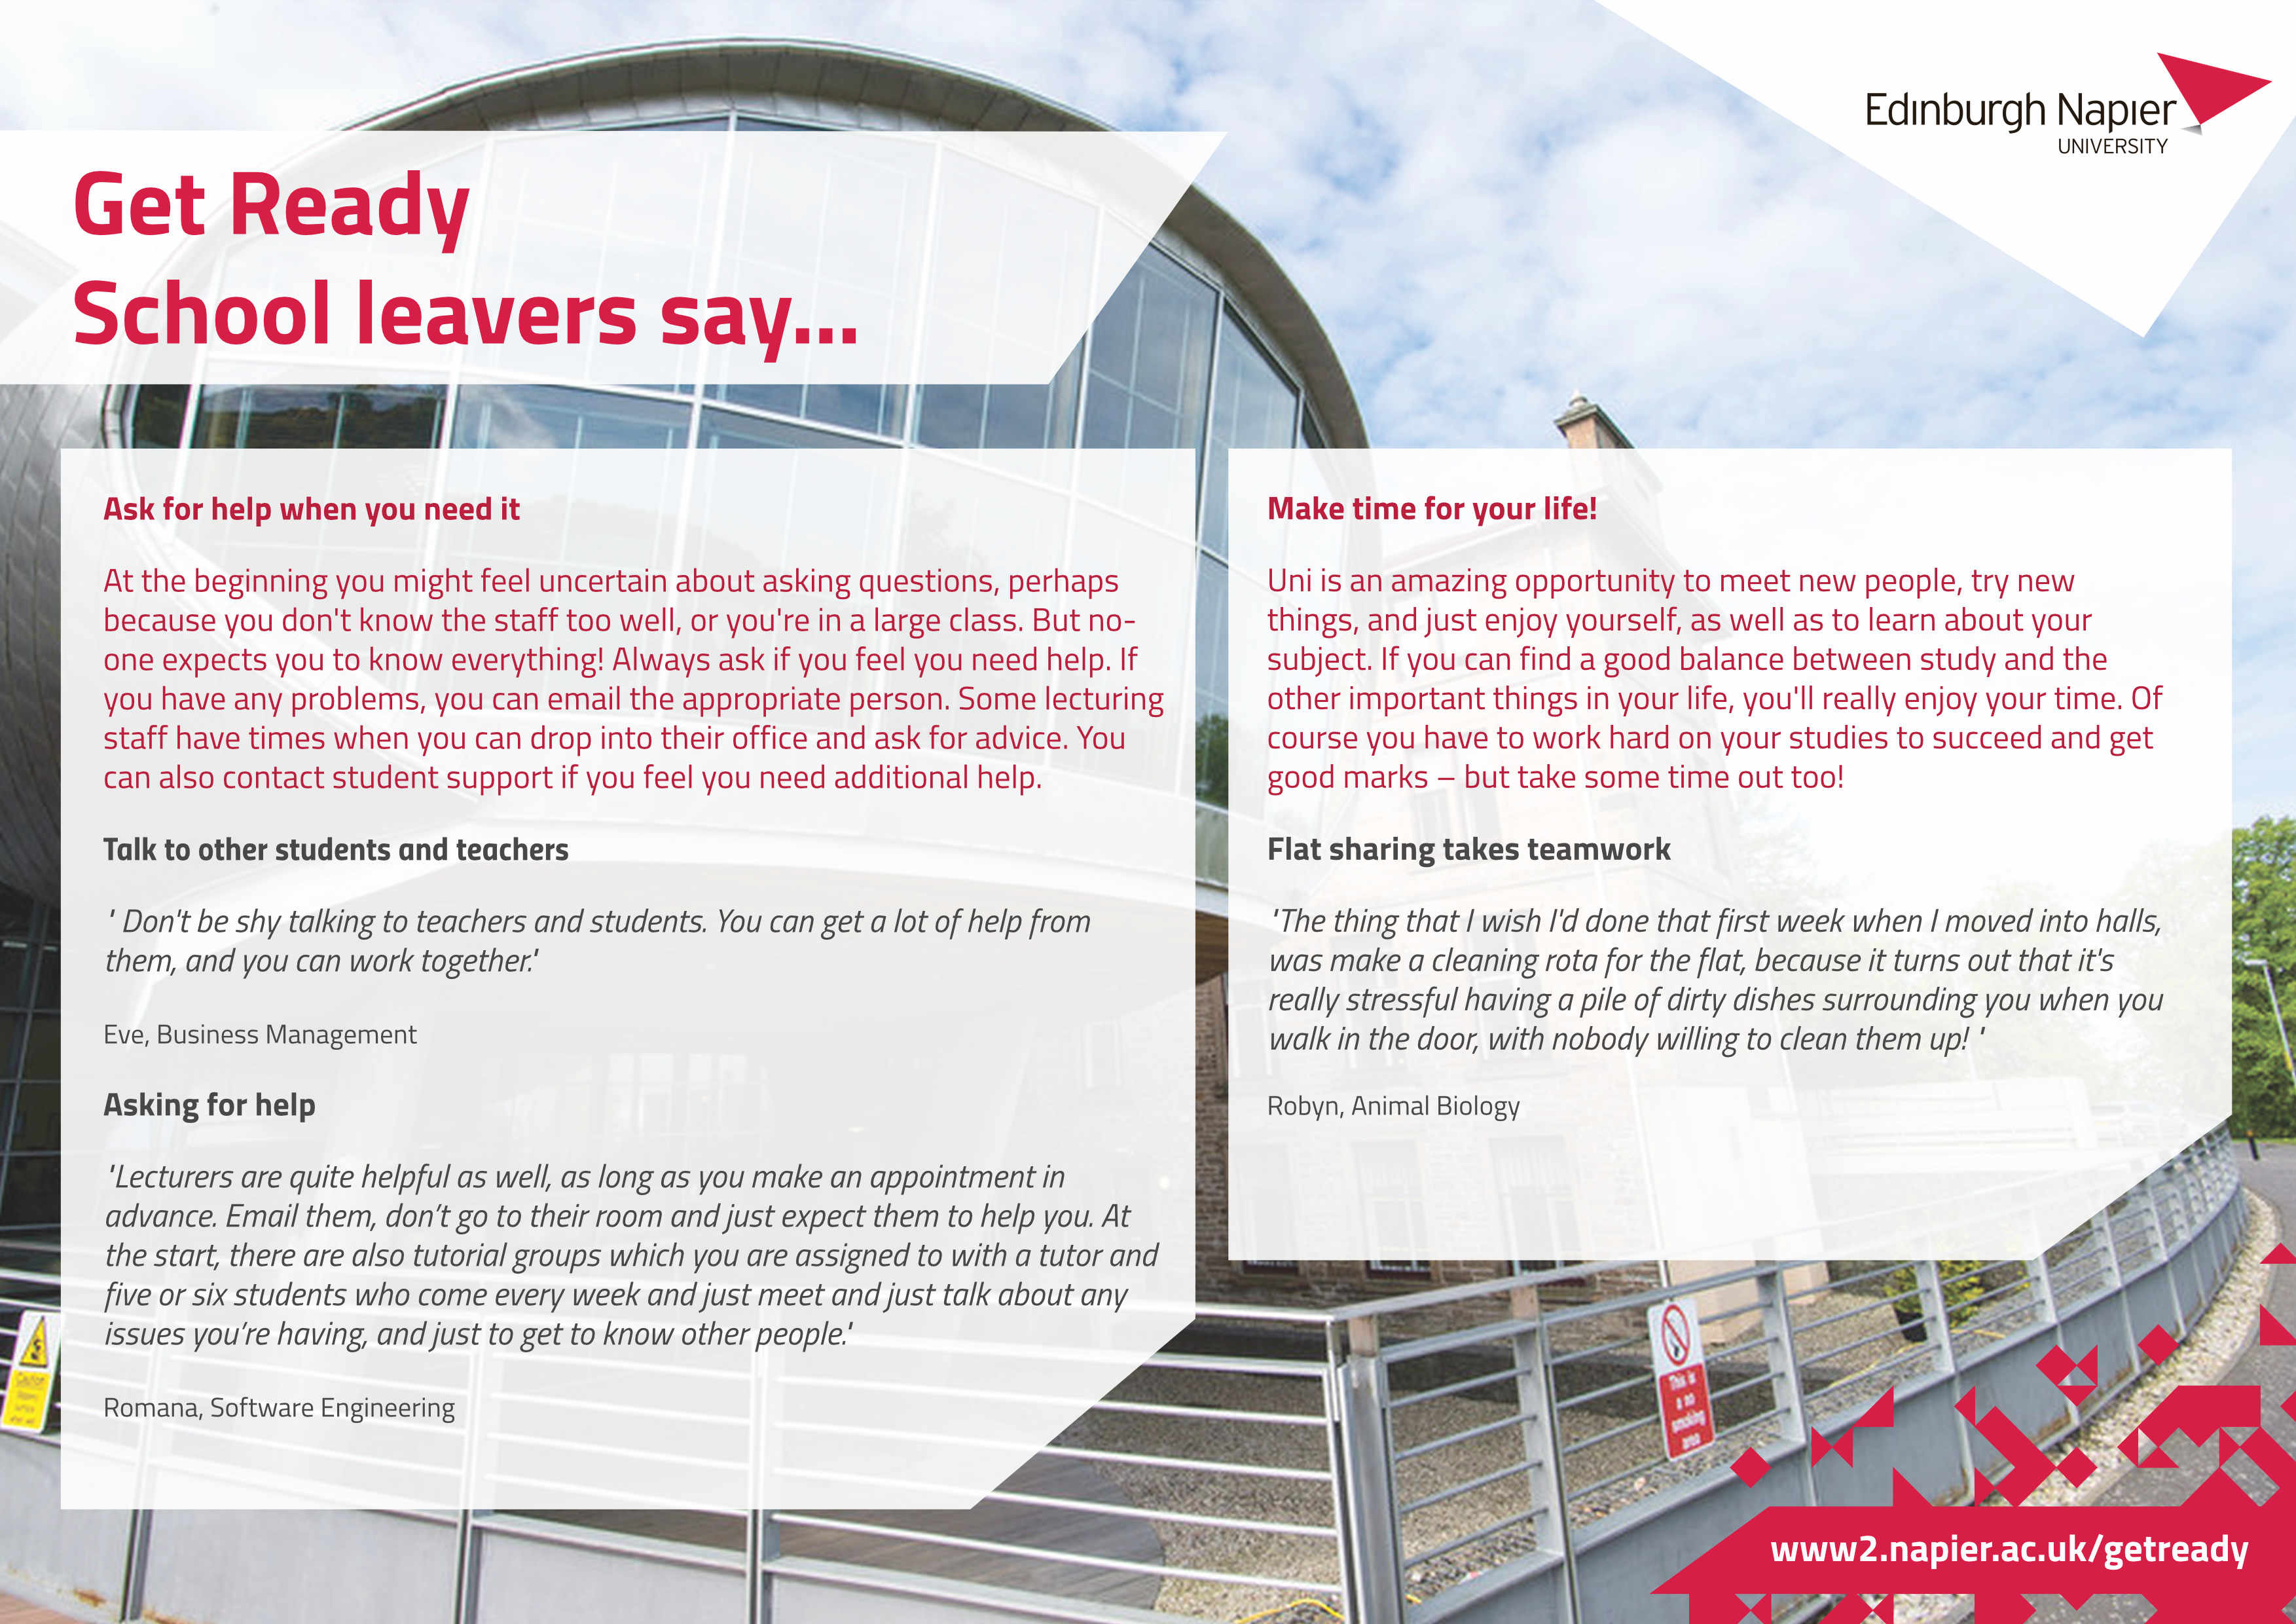 Edinburgh Napier
UNIVERSITY
Get Ready
School leavers say...
Ask for help when you need it
At the beginning you might feel uncertain about asking questions, perhaps
because you don't know the staff too well, or you're in a large class. But no-
one expects you to know everything! Always ask if you feel you need help. If
you have any problems, you can email the appropriate person. Some lecturing
staff have times when you can drop into their office and ask for advice. You
can also contact student support if you feel you need additional help.
Talk to other students and teachers
' Don't be shy talking to teachers and students. You can get a lot of help from
them, and you can work together.'
Eve, Business Management
Asking for help
'Lecturers are quite helpful as well, as long as you make an appointment in
advance. Email them, don’t go to their room and just expect them to help you. At
the start, there are also tutorial groups which you are assigned to with a tutor and
five or six students who come every week and just meet and just talk about any
issues you’re having, and just to get to know other people.'
Romana, Software Engineering
Make time for your life!
Uni is an amazing opportunity to meet new people, try new
things, and just enjoy yourself, as well as to learn about your
subject. If you can find a good balance between study and the
other important things in your life, you'll really enjoy your time. Of
course you have to work hard on your studies to succeed and get
good marks – but take some time out too!
Flat sharing takes teamwork
'The thing that I wish I'd done that first week when I moved into halls,
was make a cleaning rota for the flat, because it turns out that it's
really stressful having a pile of dirty dishes surrounding you when you
walk in the door, with nobody willing to clean them up! '
Robyn, Animal Biology
This is
a no
smoking
area
Caution
www2.napier.ac.uk/getready